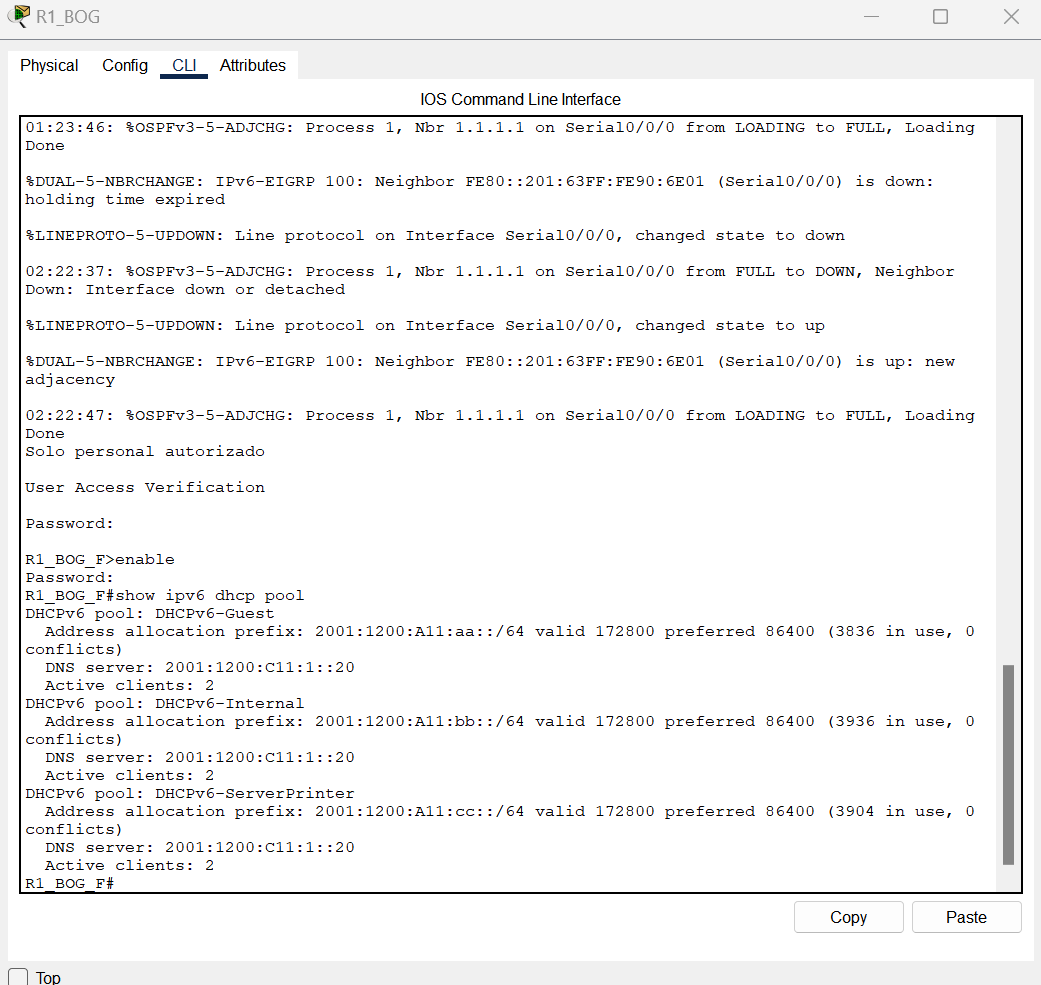 R1_BOG
Physical Config CLI Attributes
IOS Command Line Interface
01:23:46: %OSPFv3-5-ADJCHG: Process 1, Nbr 1.1.1.1 on Serial0/0/0 from LOADING to FULL, Loading
Done
%DUAL-5-NBRCHANGE: IPv6-EIGRP 100: Neighbor FE80::201:63FF:FE90:6E01 (Serial0/0/0) is down:
holding time expired
%LINEPROTO-5-UPDOWN: Line protocol on Interface Serial0/0/0, changed state to down
02:22:37: %OSPFv3-5-ADJCHG: Process 1, Nbr 1.1.1.1 on Serial0/0/0 from FULL to DOWN, Neighbor
Down: Interface down or detached
%LINEPROTO-5-UPDOWN: Line protocol on Interface Serial0/0/0, changed state to up
%DUAL-5-NBRCHANGE: IPv6-EIGRP 100: Neighbor FE80::201:63FF:FE90:6E01 (Serial0/0/0) is up: new
adjacency
02:22:47: %OSPFv3-5-ADJCHG: Process 1, Nbr 1.1.1.1 on Serial0/0/0 from LOADING to FULL, Loading
Done
Solo personal autorizado
User Access Verification
Password:
R1_BOG_F>enable
Password:
R1_BOG_F#show ipv6 dhcp pool
DHCPv6 pool: DHCPv6-Guest
Address allocation prefix: 2001:1200:A11:aa::/64 valid 172800 preferred 86400 (3836 in use, 0
conflicts)
DNS server: 2001:1200:C11:1::20
Active clients: 2
DHCPv6 pool: DHCPv6-Internal
Address allocation prefix: 2001:1200:A11:bb::/64 valid 172800 preferred 86400 (3936 in use, 0
conflicts)
DNS server: 2001:1200:C11:1::20
Active clients: 2
DHCPv6 pool: DHCPv6-ServerPrinter
Address allocation prefix: 2001:1200:A11:cc::/64 valid 172800 preferred 86400 (3904 in use, 0
conflicts)
DNS server: 2001:1200:C11:1::20
Active clients: 2
R1_BOG_F#
Copy Paste
Top